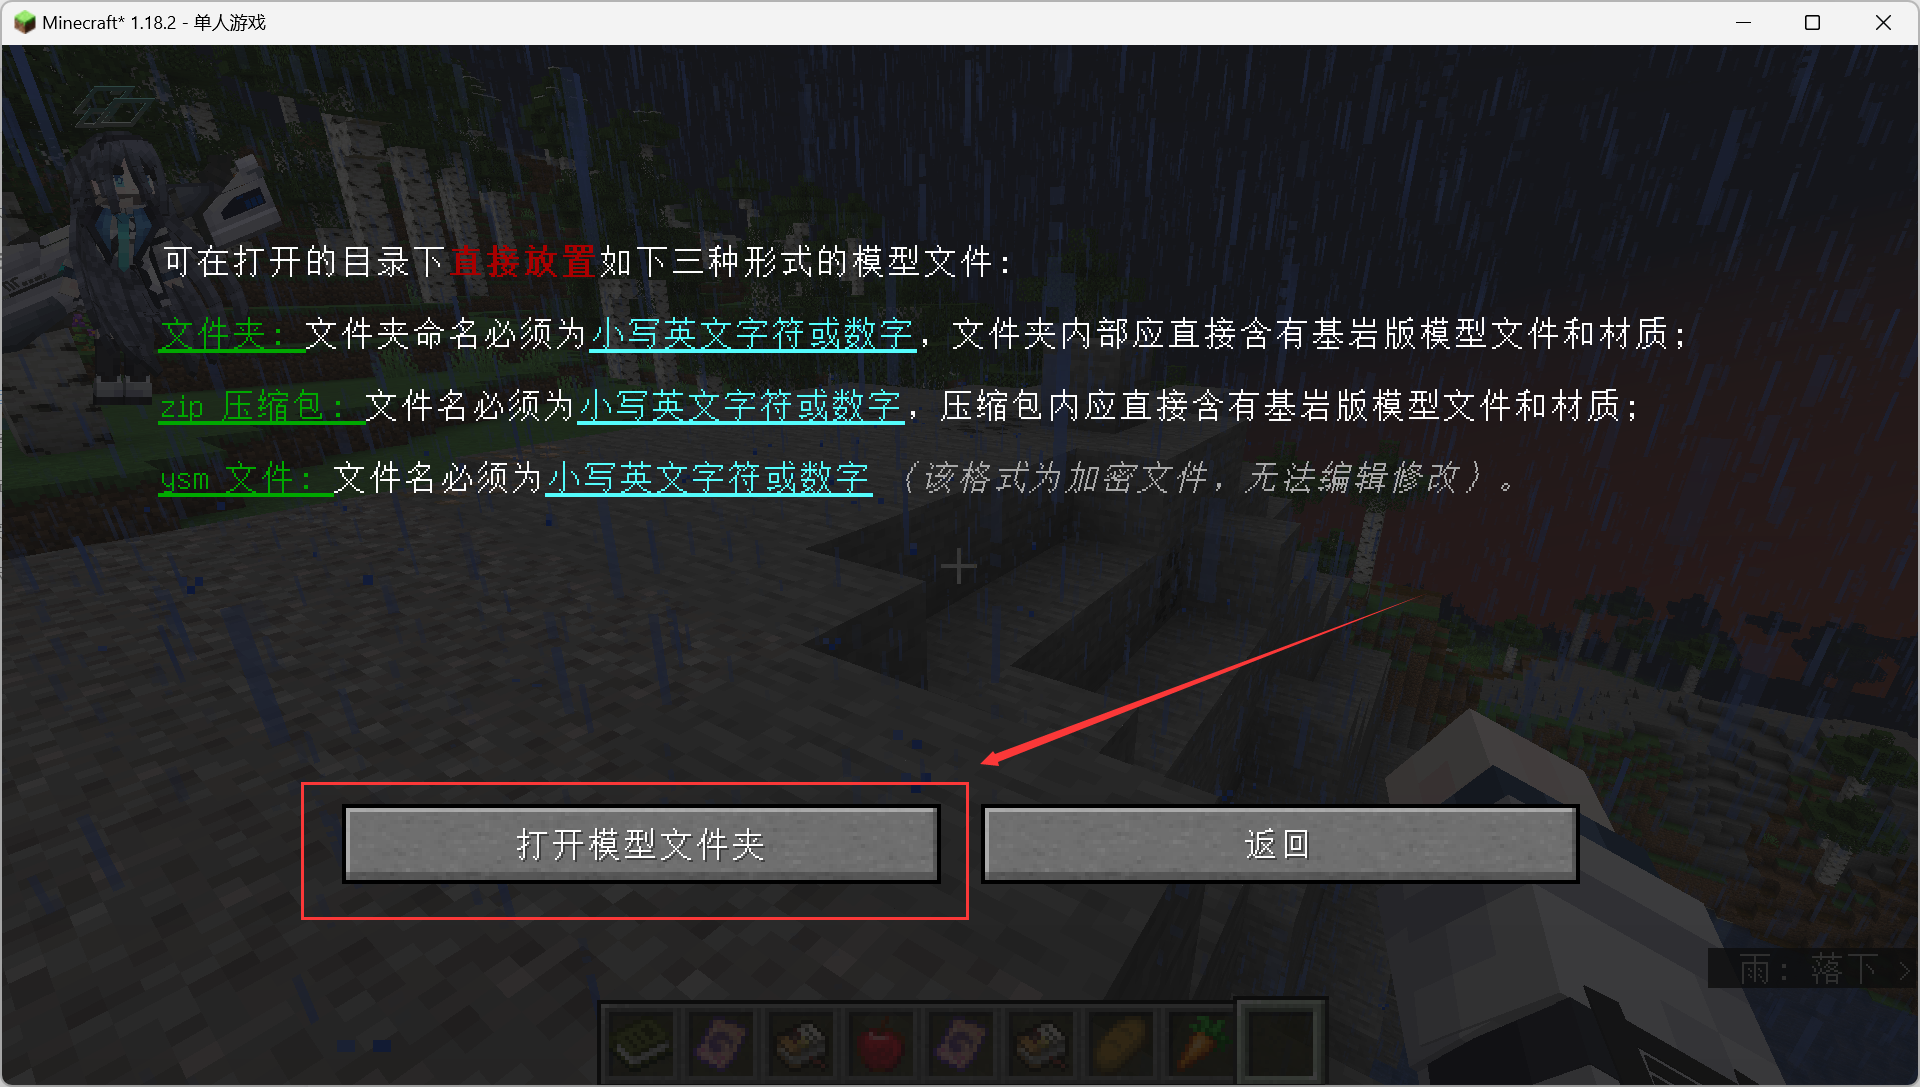 Minecraft* 1.18.2 - 单人游戏
可在打开的目录下直接放置如下三种形式的模型文件：
文件夹：文件夹命名必须为小写英文字符或数字，文件夹内部应直接含有基岩版模型文件和材质；
zip 压缩包：文件名必须为小写英文字符或数字，压缩包内应直接含有基岩版模型文件和材质；
ysm 文件：文件名必须为小写英文字符或数字 （该格式为加密文件，无法编辑修改）。
打开模型文件夹
返回
雨：落下 >